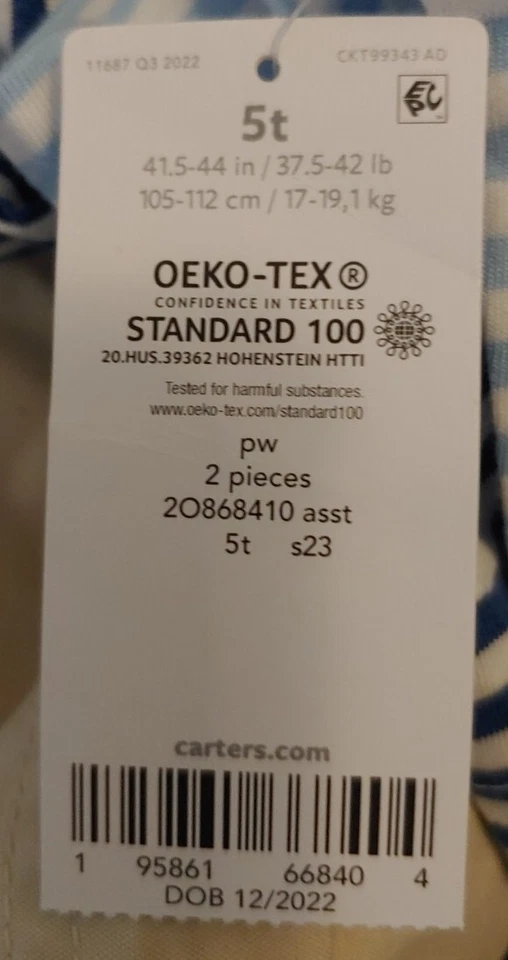 11687 Q3 2022
CKT99343 AD
EPC
5t
41.5-44 in / 37.5-42 lb
105-112 cm / 17-19,1 kg
OEKO-TEX®
CONFIDENCE IN TEXTILES
STANDARD 100
20.HUS.39362 HOHENSTEIN HTTI
Tested for harmful substances.
www.oeko-tex.com/standard100
pw
2 pieces
2O868410 asst
5t s23
carters.com
1 95861 66840 4
DOB 12/2022